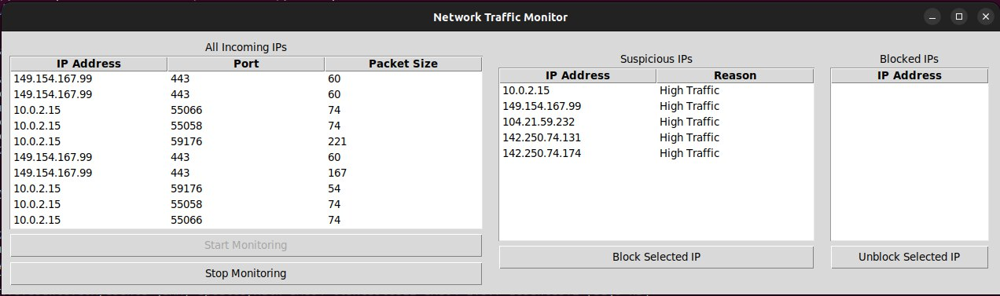 Network Traffic Monitor
All Incoming IPs
IP Address Port Packet Size
149.154.167.99 443 60
149.154.167.99 443 60
10.0.2.15 55066 74
10.0.2.15 55058 74
10.0.2.15 59176 221
149.154.167.99 443 60
149.154.167.99 443 167
10.0.2.15 59176 54
10.0.2.15 55058 74
10.0.2.15 55066 74
Start Monitoring
Stop Monitoring
Suspicious IPs
IP Address Reason
10.0.2.15 High Traffic
149.154.167.99 High Traffic
104.21.59.232 High Traffic
142.250.74.131 High Traffic
142.250.74.174 High Traffic
Block Selected IP
Blocked IPs
IP Address
Unblock Selected IP